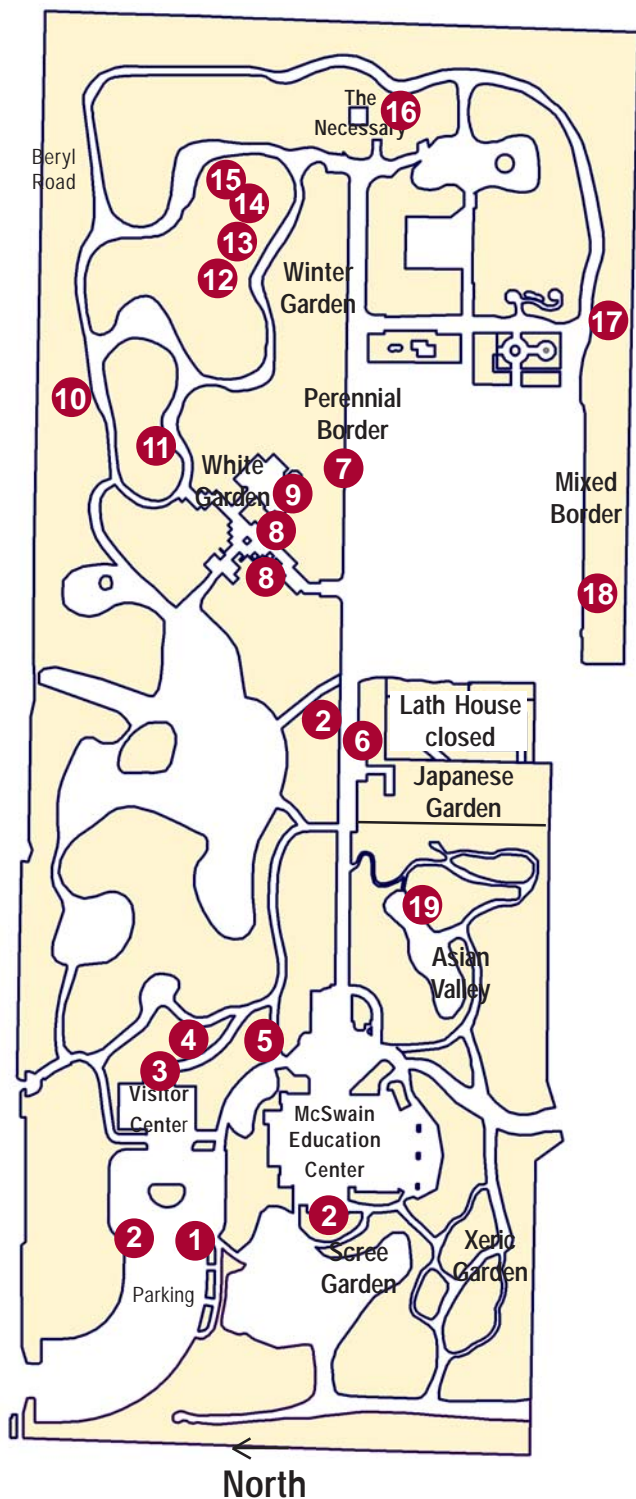 The
Necessary
16
Beryl
Road
15
14
13
12
Winter
Garden
17
10
Perennial
Border
11
7
White
Garden
9
Mixed
Border
8
8
18
2
6
Lath House
closed
Japanese
Garden
19
Asian
Valley
4
5
3
Visitor
Center
McSwain
Education
Center
2
2
1
Scree
Garden
Xeric
Garden
Parking
North